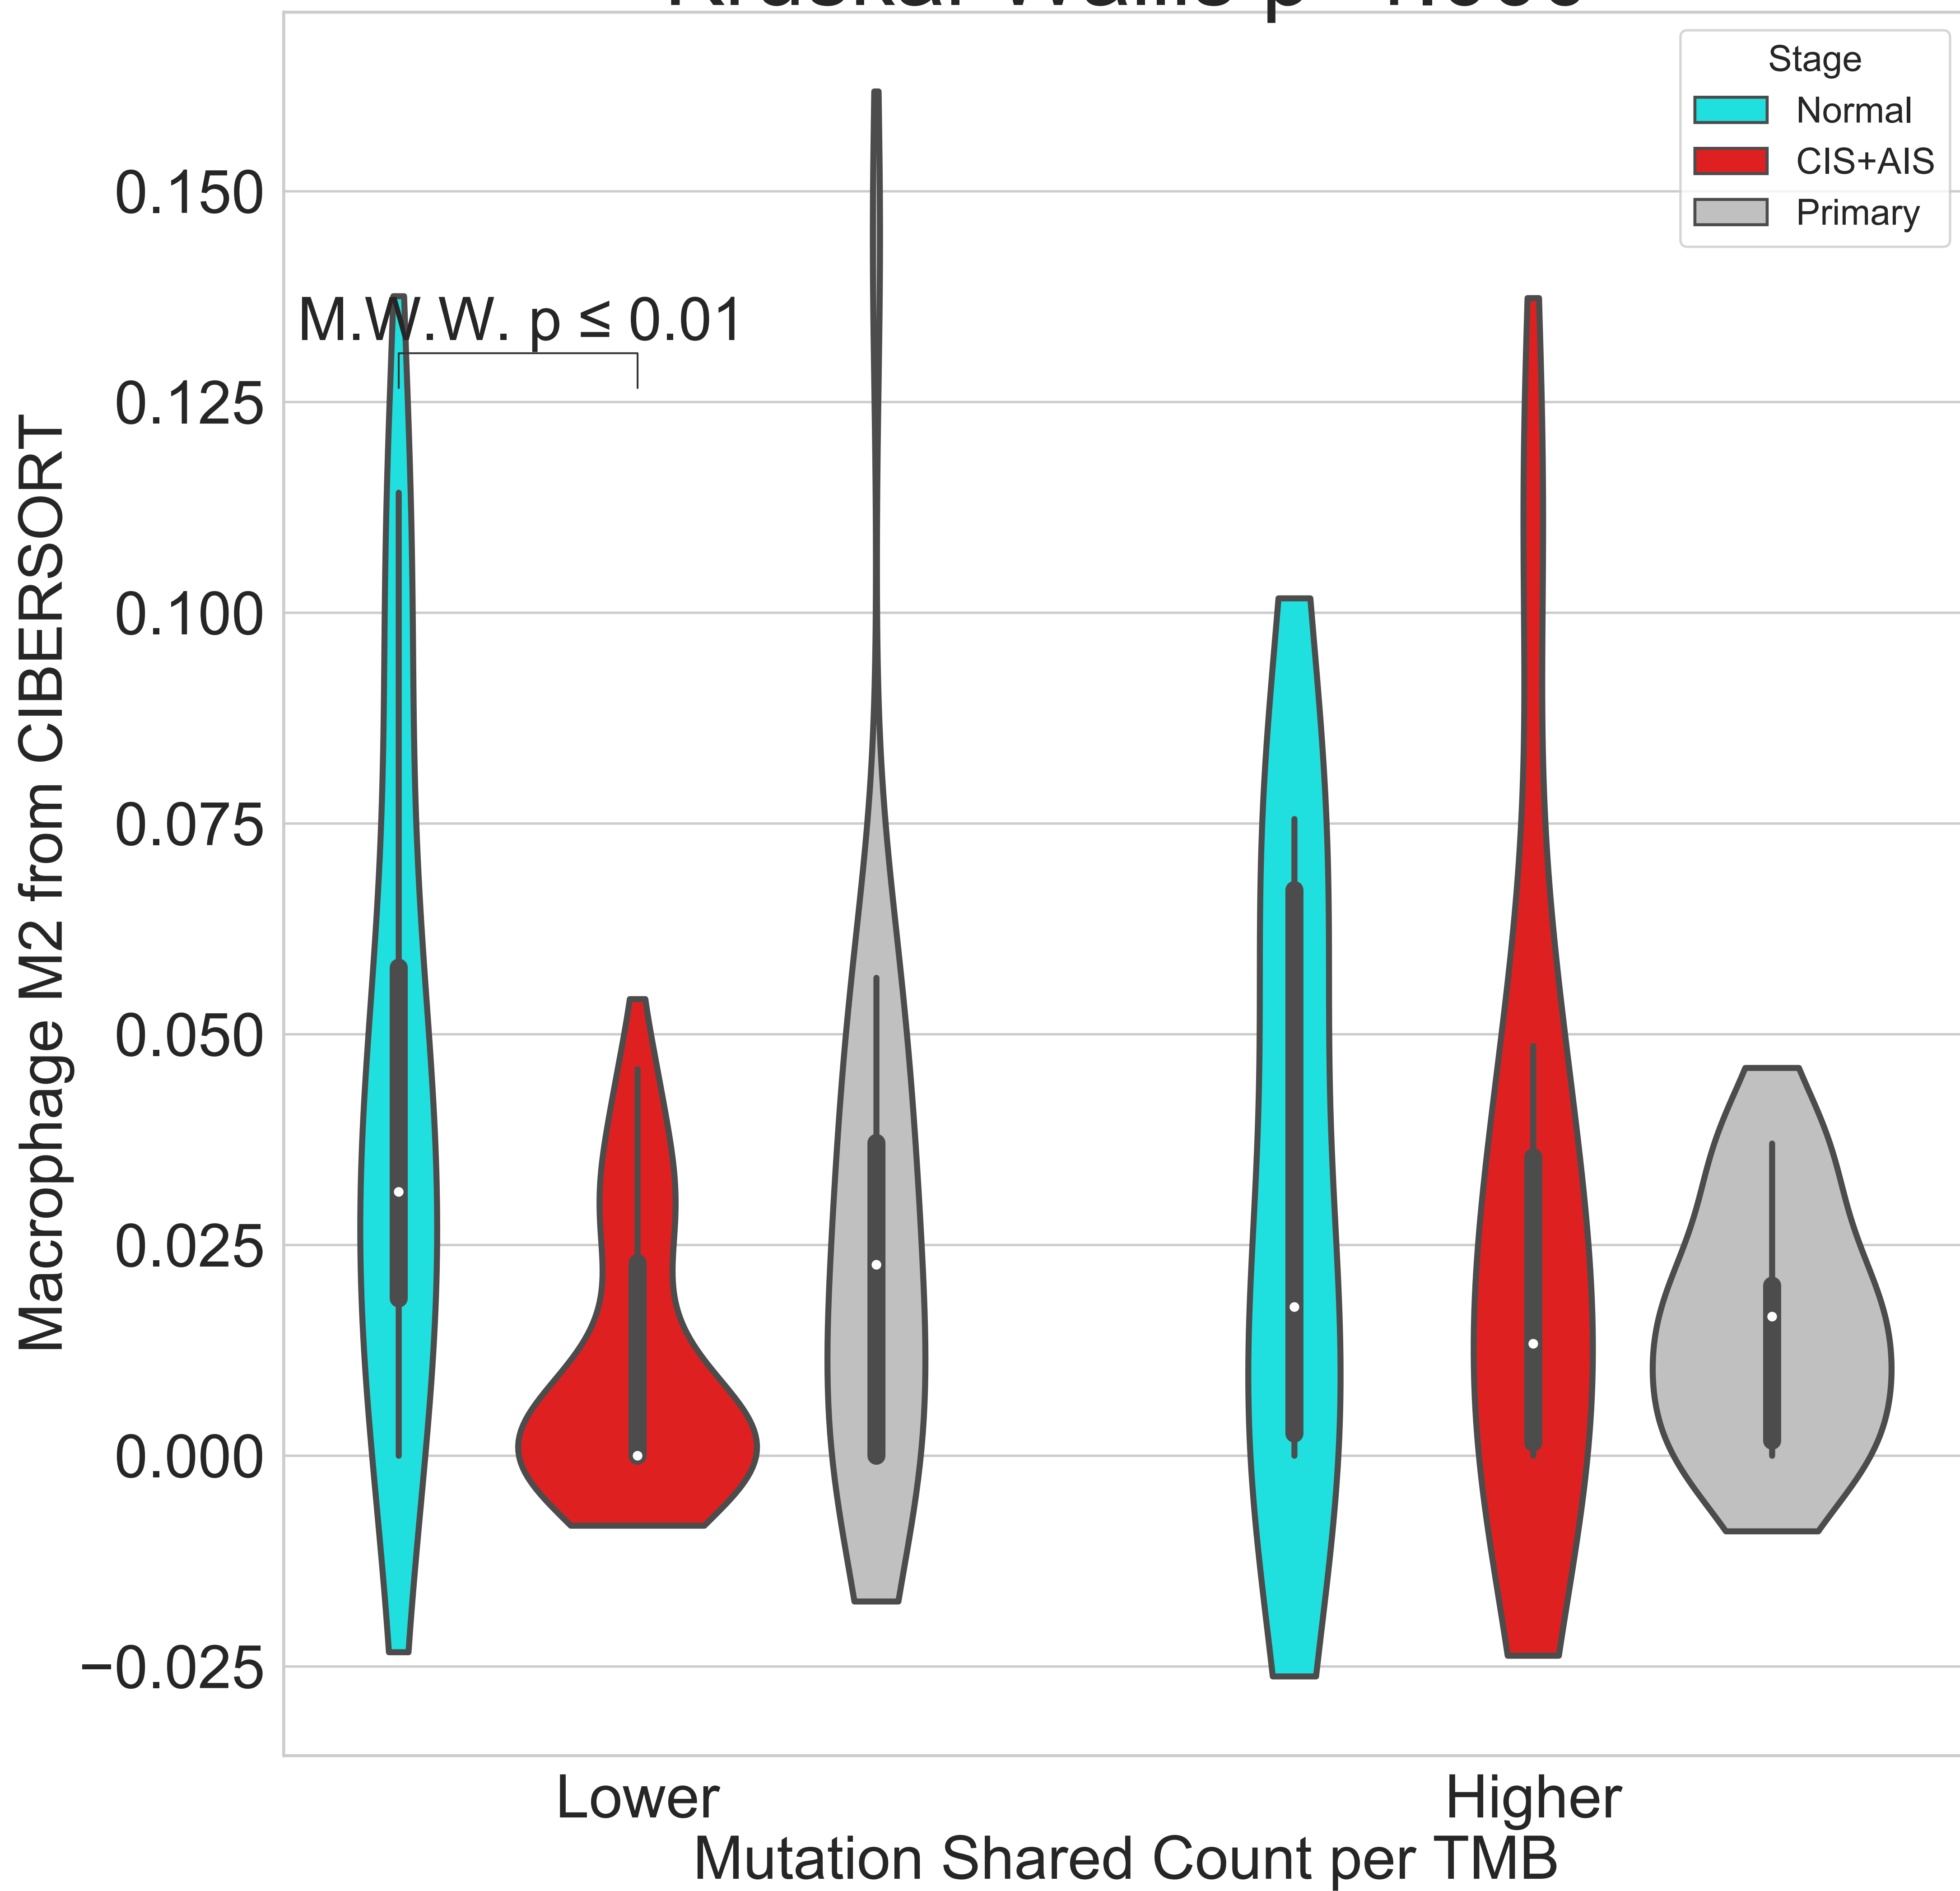 Stage
Normal
CIS+AIS
Primary
M.W.W. p ≤ 0.01
0.150
0.125
0.100
0.075
0.050
0.025
0.000
−0.025
Macrophage M2 from CIBERSORT
Lower
Higher
Mutation Shared Count per TMB